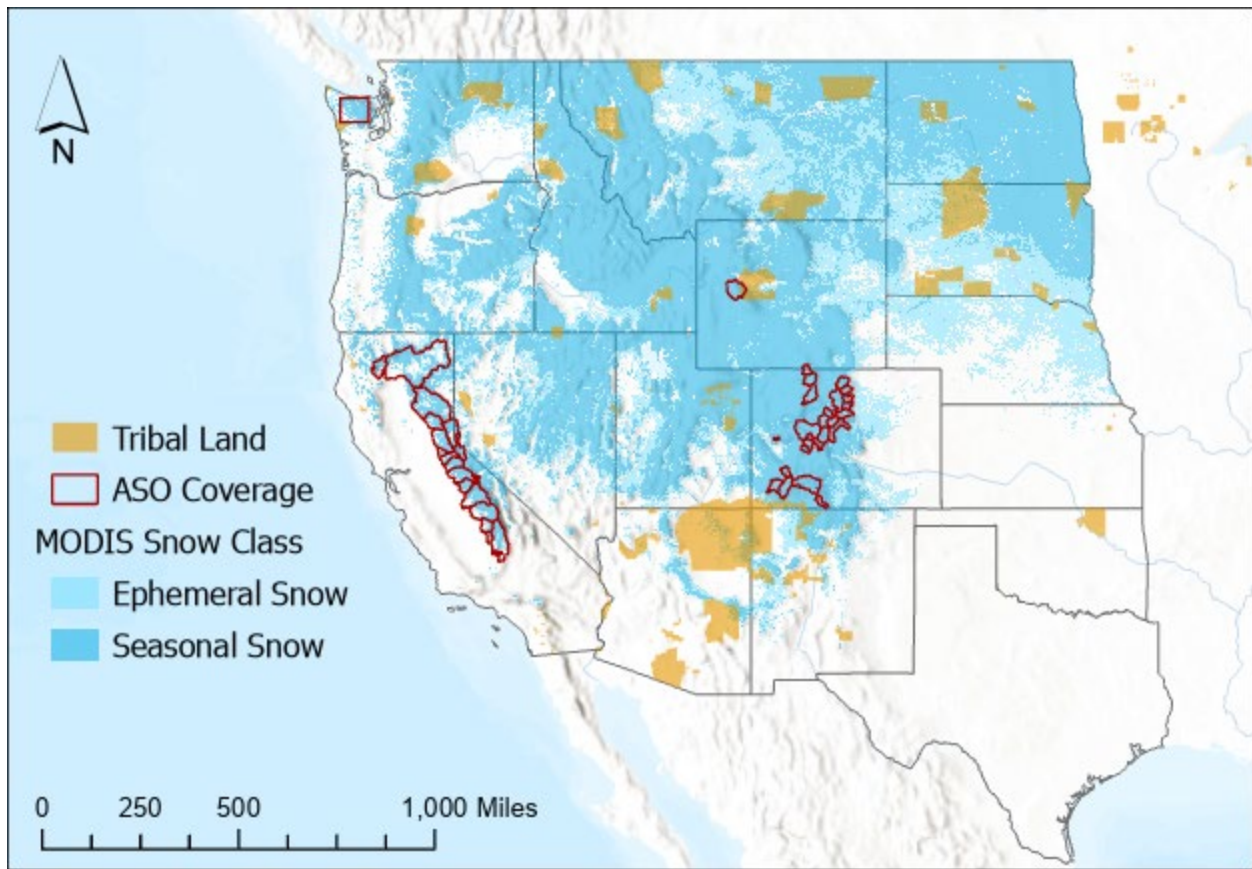 N
Tribal Land
ASO Coverage
MODIS Snow Class
Ephemeral Snow
Seasonal Snow
0 250 500 1,000 Miles